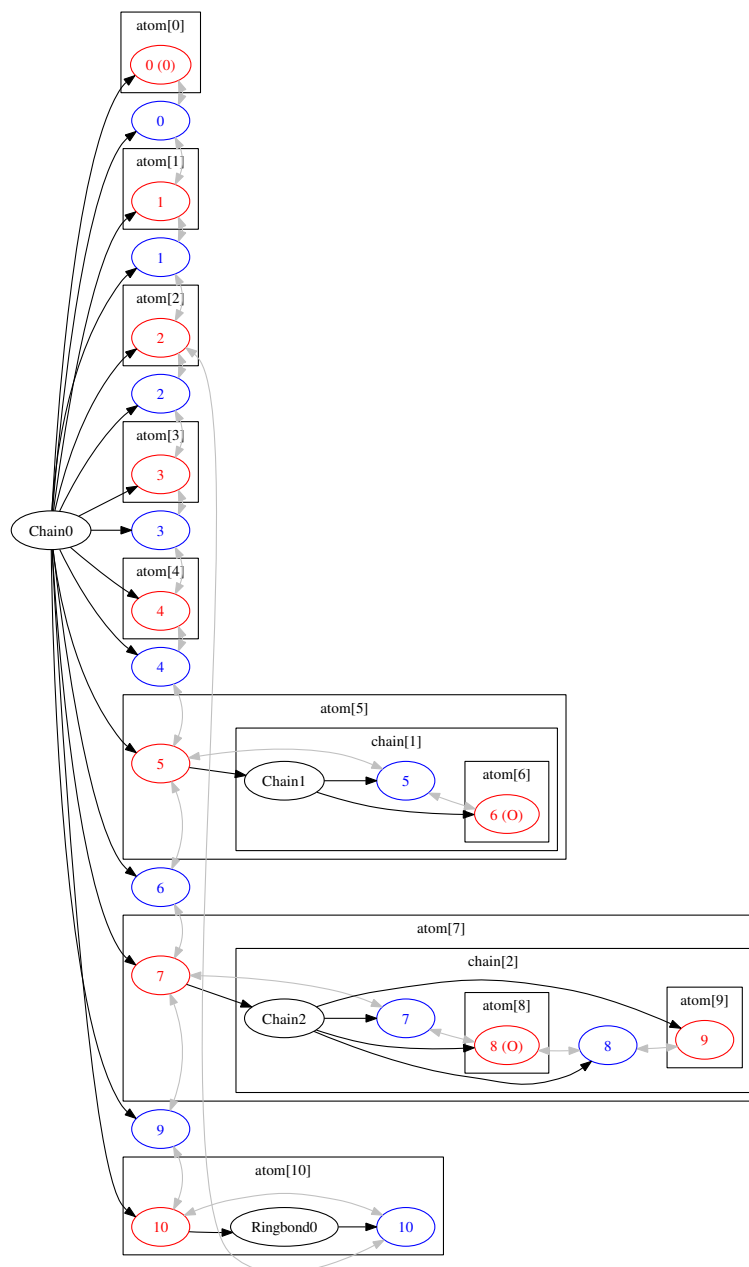 atom[0]
0 (0)
0
atom[1]
1
1
atom[2]
2
2
atom[3]
3
Chain0
3
atom[4]
4
4
atom[5]
chain[1]
5
Chain1
5
atom[6]
6 (O)
6
atom[7]
chain[2]
7
Chain2
7
atom[8]
8 (O)
8
atom[9]
9
9
atom[10]
10
Ringbond0
10